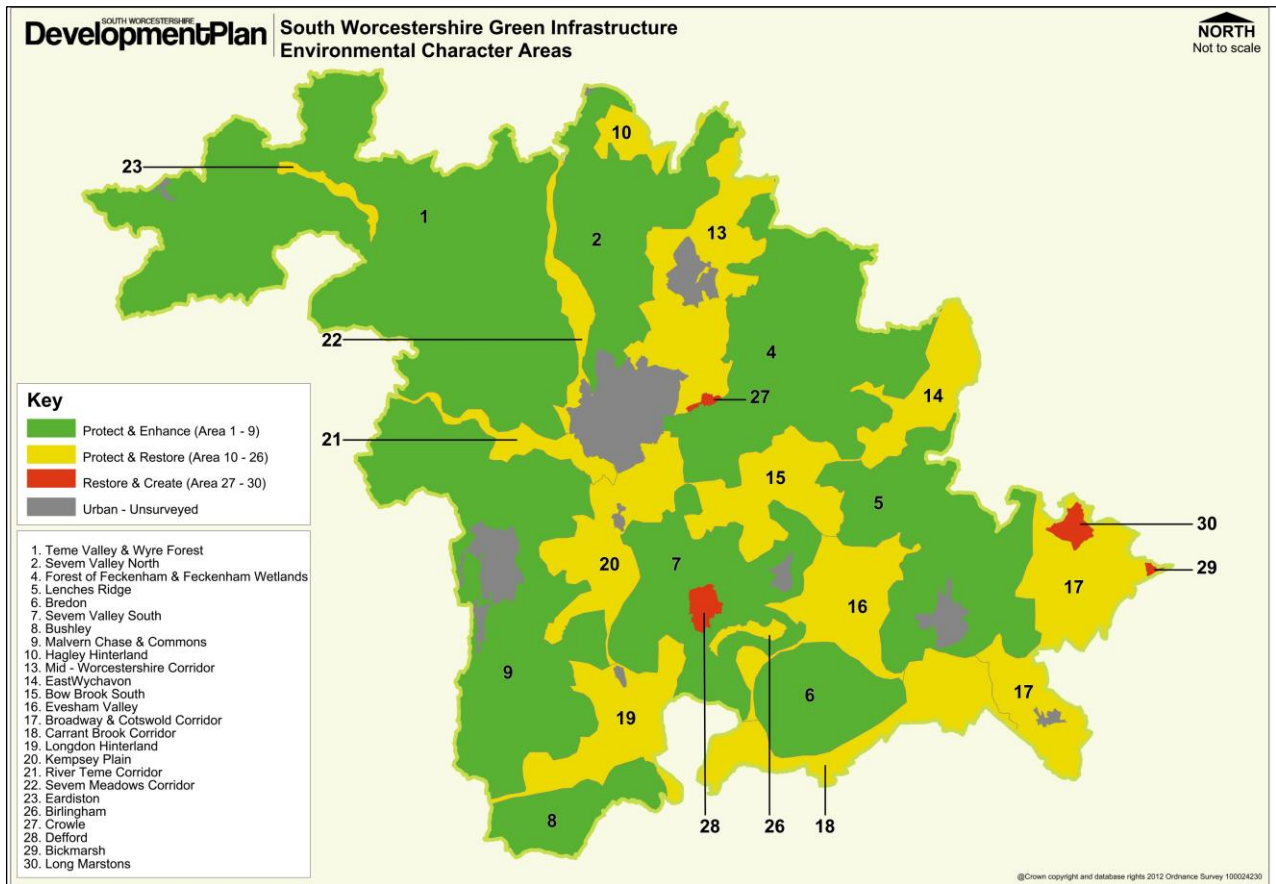 SOUTH WORCESTERSHIRE
DevelopmentPlan
South Worcestershire Green Infrastructure
Environmental Character Areas
NORTH
Not to scale
10
23
1
2
13
22
4
14
27
21
15
5
30
29
20
7
17
16
9
6
17
19
8
28
26
18
Key
Protect & Enhance (Area 1 - 9)
Protect & Restore (Area 10 - 26)
Restore & Create (Area 27 - 30)
Urban - Unsurveyed
1. Teme Valley & Wyre Forest
2. Severn Valley North
4. Forest of Feckenham & Feckenham Wetlands
5. Lenches Ridge
6. Bredon
7. Severn Valley South
8. Bushley
9. Malvern Chase & Commons
10. Hagley Hinterland
13. Mid - Worcestershire Corridor
14. EastWychavon
15. Bow Brook South
16. Evesham Valley
17. Broadway & Cotswold Corridor
18. Carrant Brook Corridor
19. Longdon Hinterland
20. Kempsey Plain
21. River Teme Corridor
22. Severn Meadows Corridor
23. Eardiston
26. Birlingham
27. Crowle
28. Defford
29. Bickmarsh
30. Long Marstons
@Crown copyright and database rights 2012 Ordnance Survey 100024230